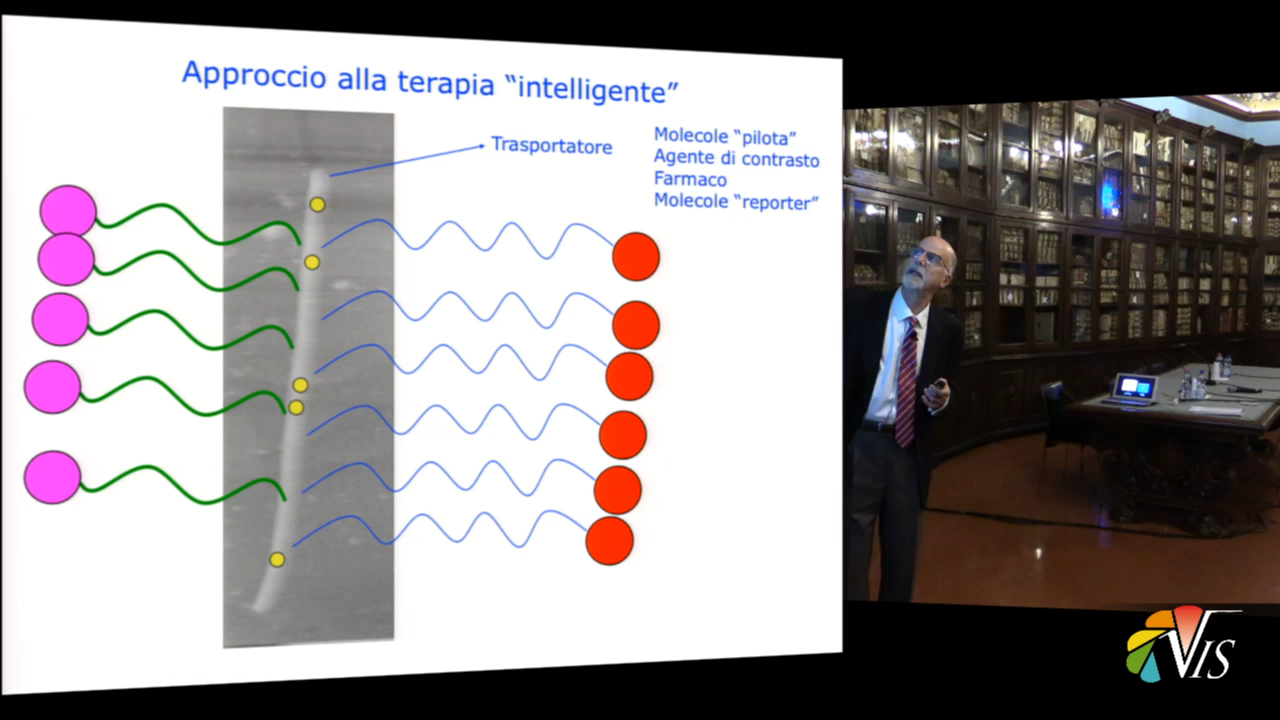 Approccio alla terapia “intelligente”
Trasportatore
Molecole “pilota”
Agente di contrasto
Farmaco
Molecole “reporter”
VIS